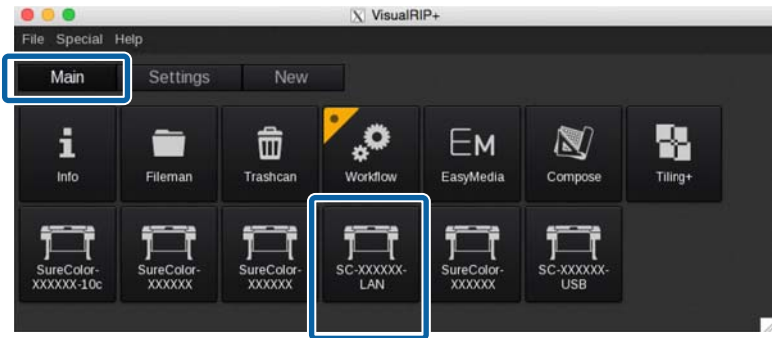 VisualRIP+
File Special Help
Main Settings New
Info Fileman Trashcan Workflow EasyMedia Compose Tiling+
SureColor-XXXXXX-10c SureColor-XXXXXX SureColor-XXXXXX SC-XXXXXX-LAN SureColor-XXXXXX SC-XXXXXX-USB